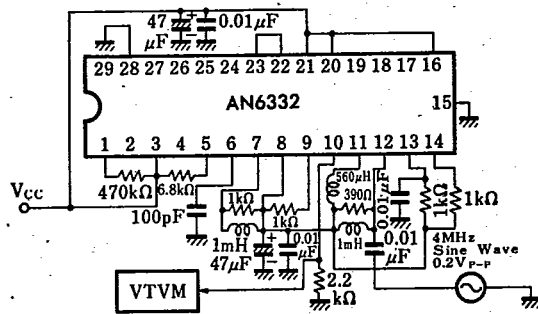 47
μF
+
−
0.01μF
29 28 27 26 25 24 23 22 21 20 19 18 17 16
AN6332
15
1 2 3 4 5 6 7 8 9 10 11 12 13 14
VCC
470kΩ
6.8kΩ
100pF
1kΩ
1mH
+
−
47μF
1kΩ
0.01
μF
560μH
390Ω
1mH
0.01μF
0.01
μF
1kΩ
1kΩ
4MHz
Sine Wave
0.2VP-P
VTVM
2.2
kΩ